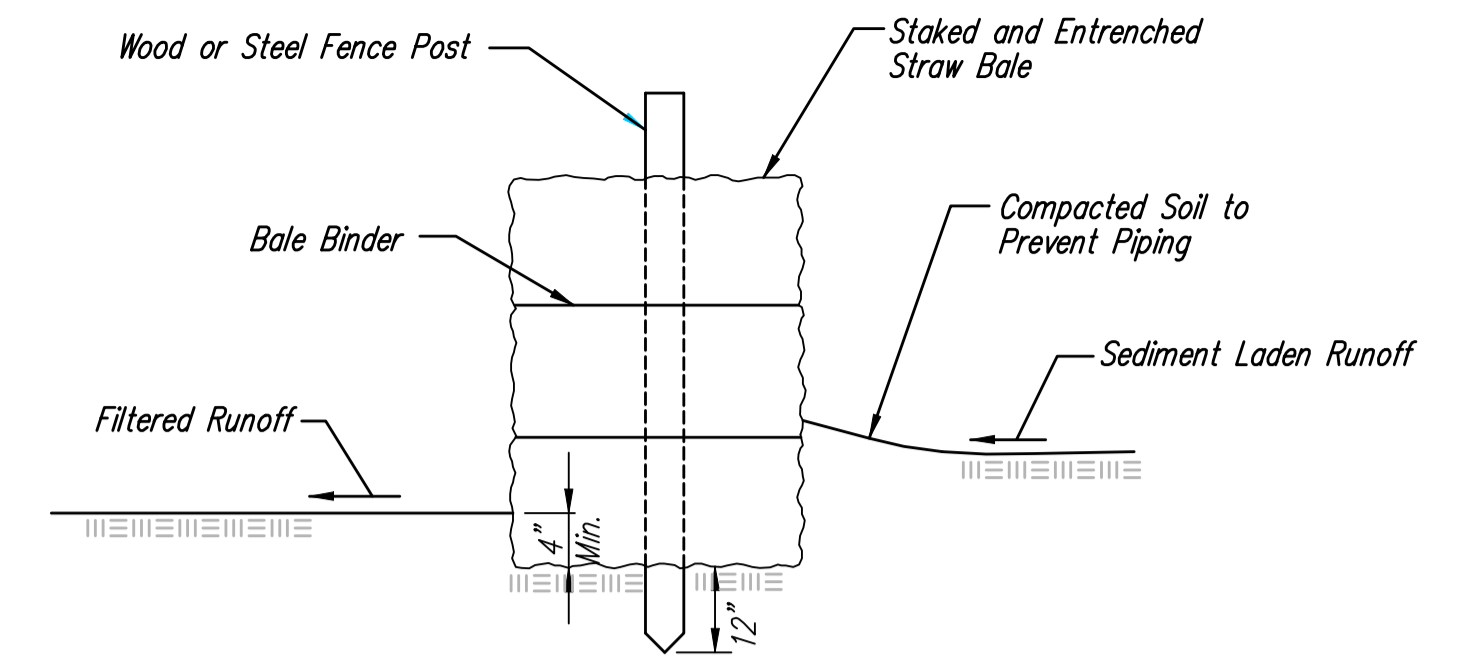 Wood or Steel Fence Post
Staked and Entrenched
Straw Bale
Bale Binder
Compacted Soil to
Prevent Piping
Sediment Laden Runoff
Filtered Runoff
4"
Min.
12"